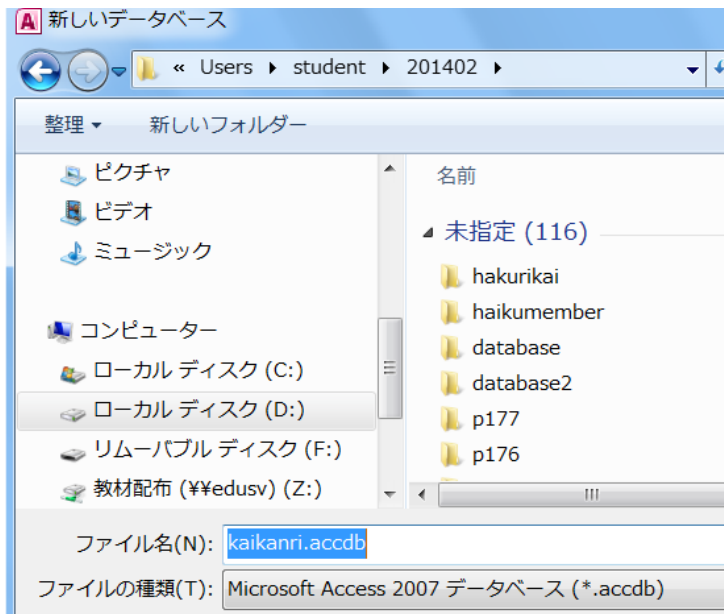 新しいデータベース
« Users ▸ student ▸ 201402 ▸
整理 新しいフォルダー
ピクチャ
ビデオ
ミュージック
コンピューター
ローカル ディスク (C:)
ローカル ディスク (D:)
リムーバブル ディスク (F:)
教材配布 (¥¥edusv) (Z:)
名前
未指定 (116)
hakurikai
haikumember
database
database2
p177
p176
ファイル名(N): kaikanri.accdb
ファイルの種類(T): Microsoft Access 2007 データベース (*.accdb)